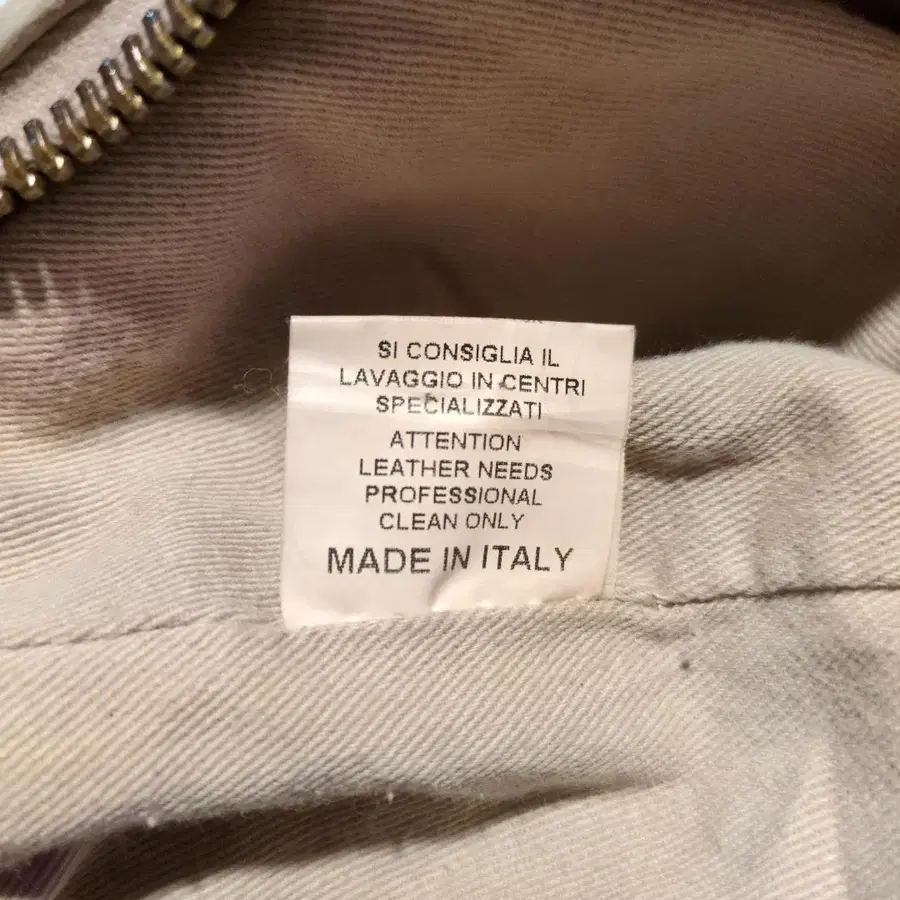 SI CONSIGLIA IL
LAVAGGIO IN CENTRI
SPECIALIZZATI
ATTENTION
LEATHER NEEDS
PROFESSIONAL
CLEAN ONLY
MADE IN ITALY